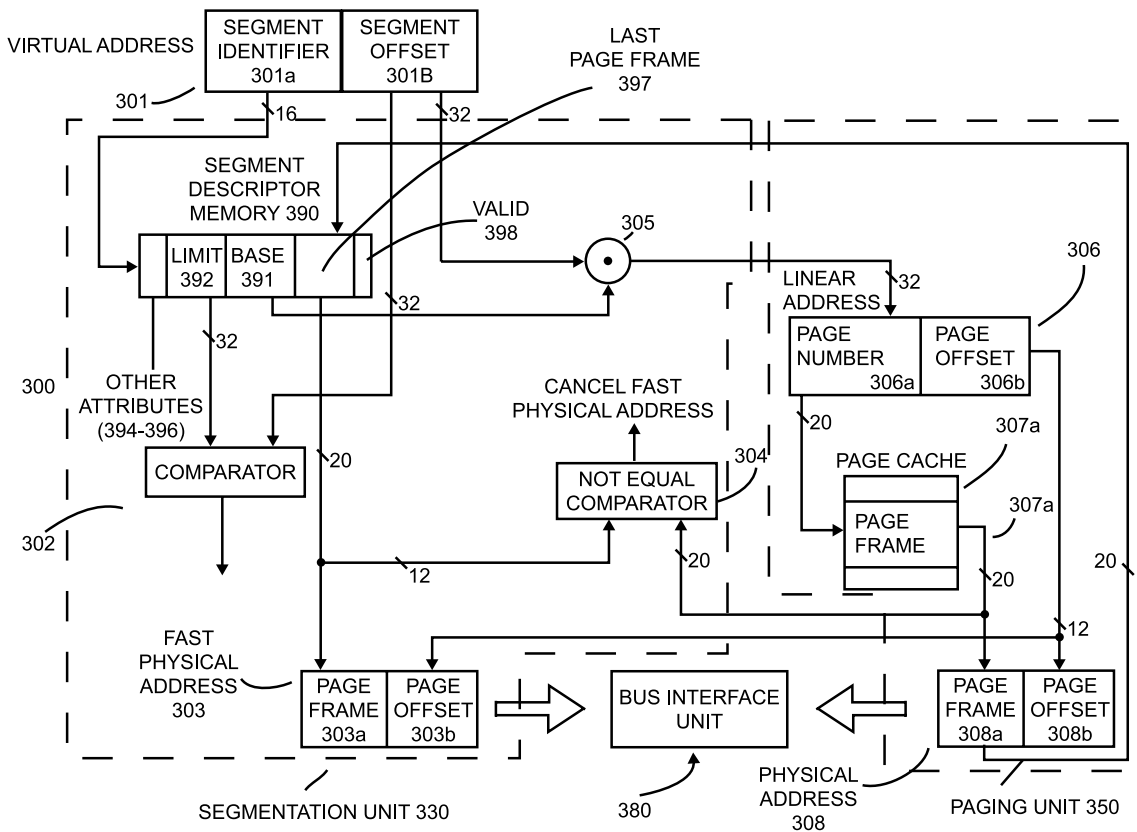 VIRTUAL ADDRESS
301
SEGMENT
IDENTIFIER
301a
SEGMENT
OFFSET
301B
LAST
PAGE FRAME
397
16
32
SEGMENT
DESCRIPTOR
MEMORY 390
VALID
398
305
LIMIT
392
BASE
391
32
32
32
LINEAR
ADDRESS
306
PAGE
NUMBER
306a
PAGE
OFFSET
306b
300
OTHER
ATTRIBUTES
(394-396)
CANCEL FAST
PHYSICAL ADDRESS
20
307a
PAGE CACHE
COMPARATOR
20
NOT EQUAL
COMPARATOR
304
PAGE
FRAME
307a
302
12
20
20
20
12
FAST
PHYSICAL
ADDRESS
303
PAGE
FRAME
303a
PAGE
OFFSET
303b
BUS INTERFACE
UNIT
PAGE
FRAME
308a
PAGE
OFFSET
308b
SEGMENTATION UNIT 330
380
PHYSICAL
ADDRESS
308
PAGING UNIT 350